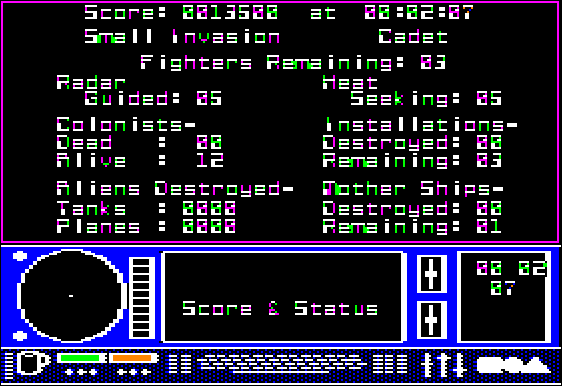 Score: 0013500 at 00:02:07
Small Invasion Cadet
Fighters Remaining: 03
Radar Heat
Guided: 05 Seeking: 05
Colonists- Installations-
Dead : 00 Destroyed: 00
Alive : 12 Remaining: 03
Aliens Destroyed- Mother Ships-
Tanks : 0000 Destroyed: 00
Planes : 0000 Remaining: 01
00 02
07
Score & Status